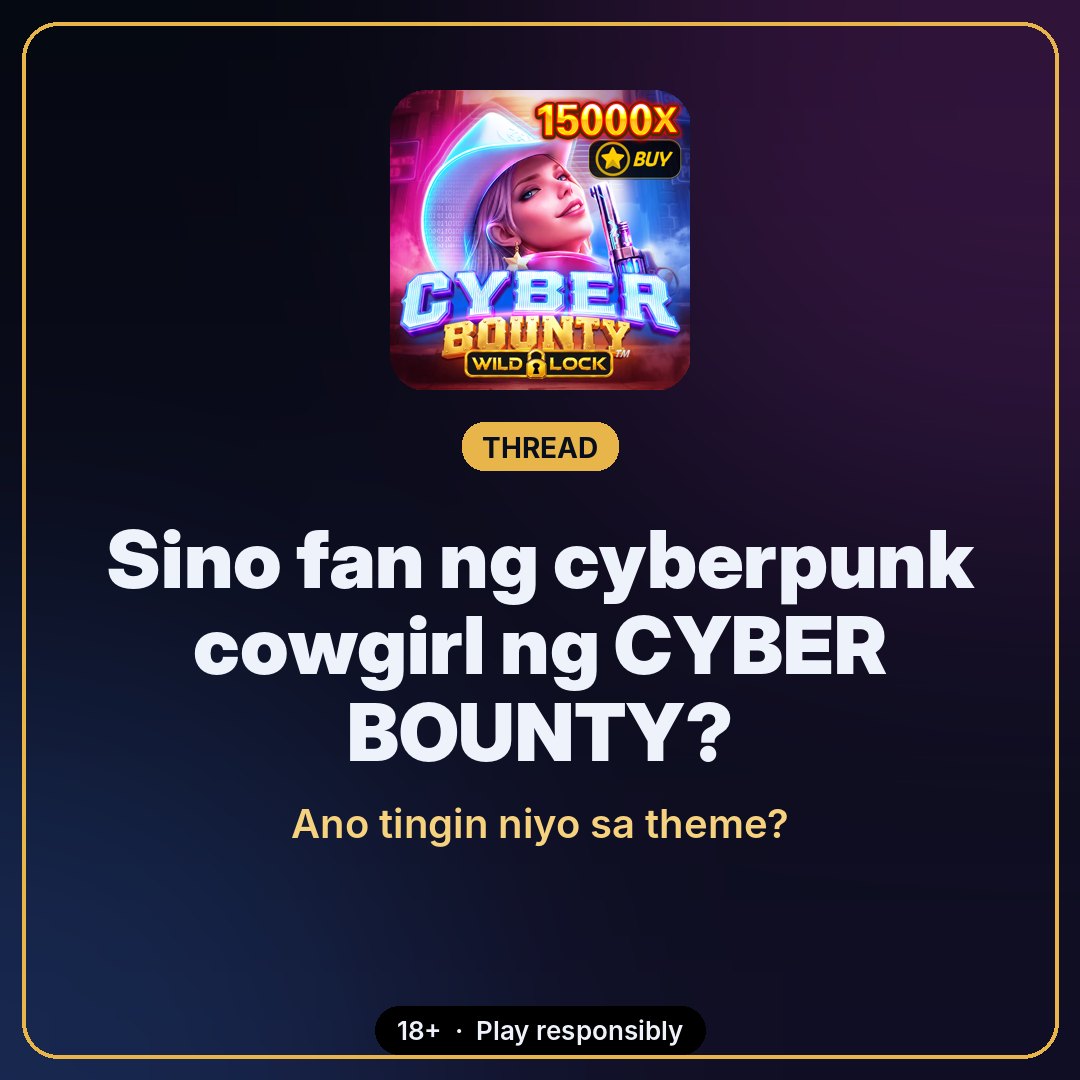 15000X
BUY
CYBER
BOUNTY™
WILD LOCK
THREAD
Sino fan ng cyberpunk
cowgirl ng CYBER
BOUNTY?
Ano tingin niyo sa theme?
18+ · Play responsibly